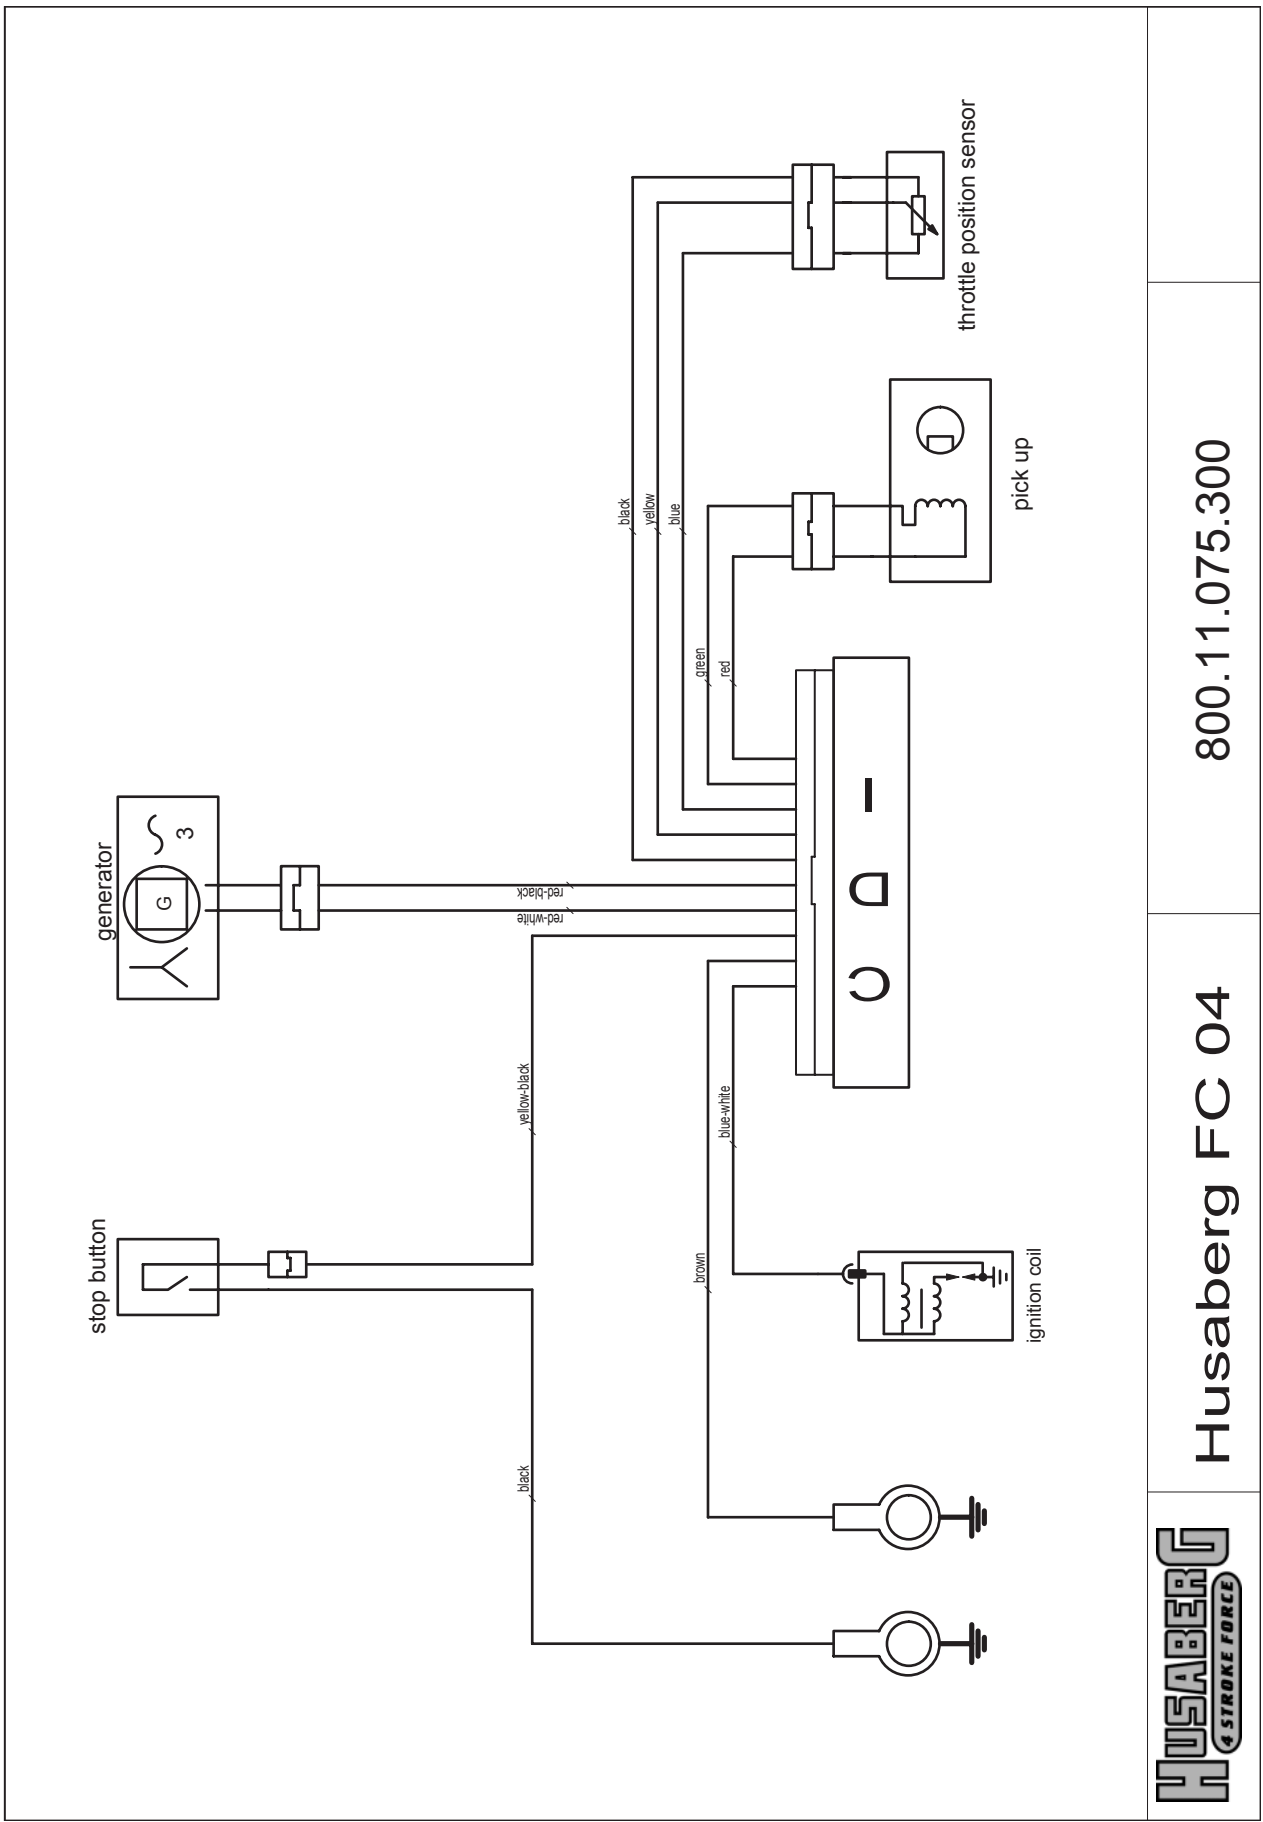 stop button
generator
black
yellow-black
red-white
red-black
brown
blue-white
black
yellow
blue
green
red
G
3
C D I
ignition coil
pick up
throttle position sensor
HUSABERG
4 STROKE FORCE
Husaberg FC 04
800.11.075.300